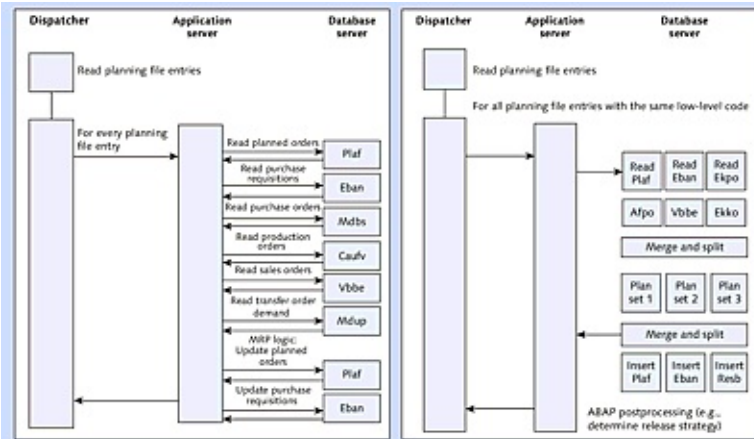 Dispatcher
Application
server
Database
server
Read planning file entries
For every planning
file entry
Read planned orders
Plaf
Read purchase
requisitions
Eban
Read purchase orders
Mdbs
Read production
orders
Caufv
Read sales orders
Vbbe
Read transfer order
demand
Mdup
MRP logic:
Update planned
orders
Plaf
Update purchase
requisitions
Eban
Dispatcher
Application
server
Database
server
Read planning file entries
For all planning file entries with the same low-level code
Read
Plaf
Read
Eban
Read
Ekpo
Afpo
Vbbe
Ekko
Merge and split
Plan
set 1
Plan
set 2
Plan
set 3
Merge and split
Insert
Plaf
Insert
Eban
Insert
Resb
ABAP postprocessing (e.g.,
determine release strategy)